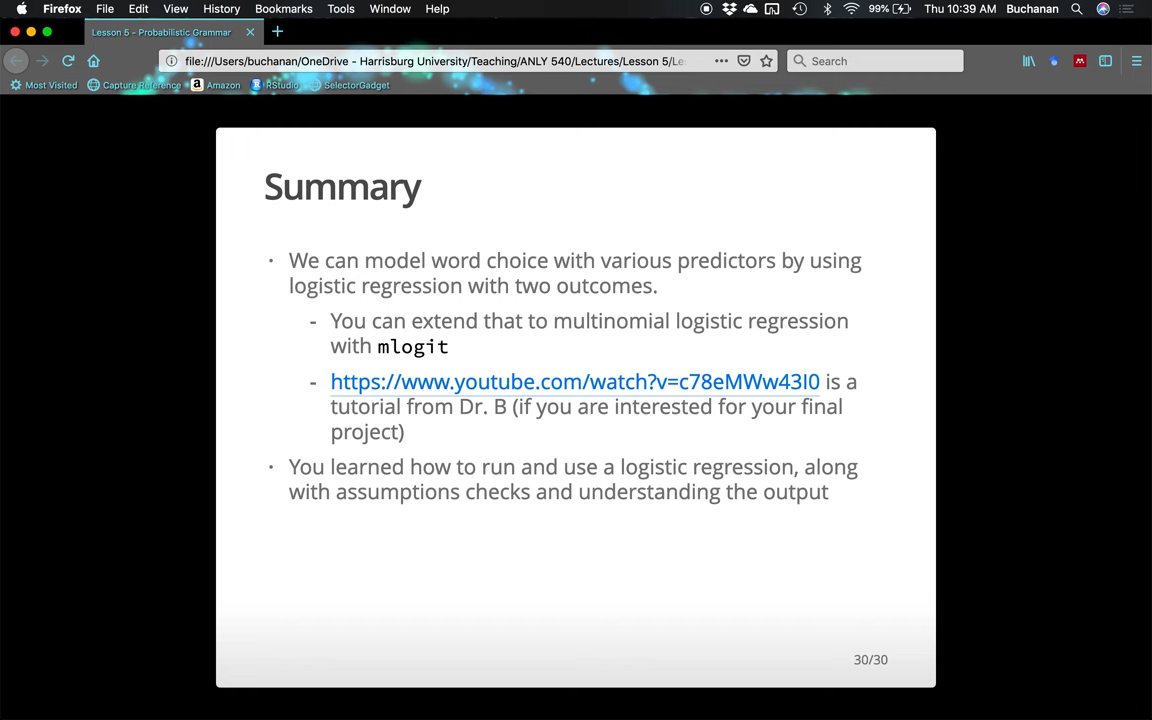 Firefox File Edit View History Bookmarks Tools Window Help 99% Thu 10:39 AM Buchanan
Lesson 5 - Probabilistic Grammar
file:///Users/buchanan/OneDrive - Harrisburg University/Teaching/ANLY 540/Lectures/Lesson 5/Le Search
Most Visited Capture Reference Amazon RStudio SelectorGadget
Summary
· We can model word choice with various predictors by using
logistic regression with two outcomes.
- You can extend that to multinomial logistic regression
with mlogit
- https://www.youtube.com/watch?v=c78eMWw43I0 is a
tutorial from Dr. B (if you are interested for your final
project)
· You learned how to run and use a logistic regression, along
with assumptions checks and understanding the output
30/30